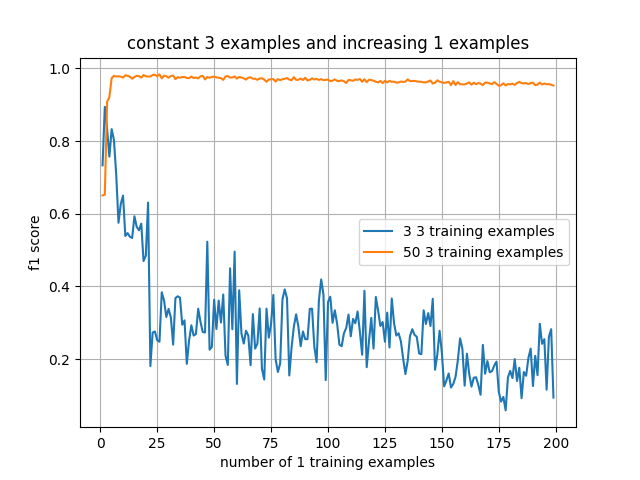 constant 3 examples and increasing 1 examples
f1 score
1.0
0.8
0.6
0.4
0.2
3 3 training examples
50 3 training examples
0 25 50 75 100 125 150 175 200
number of 1 training examples